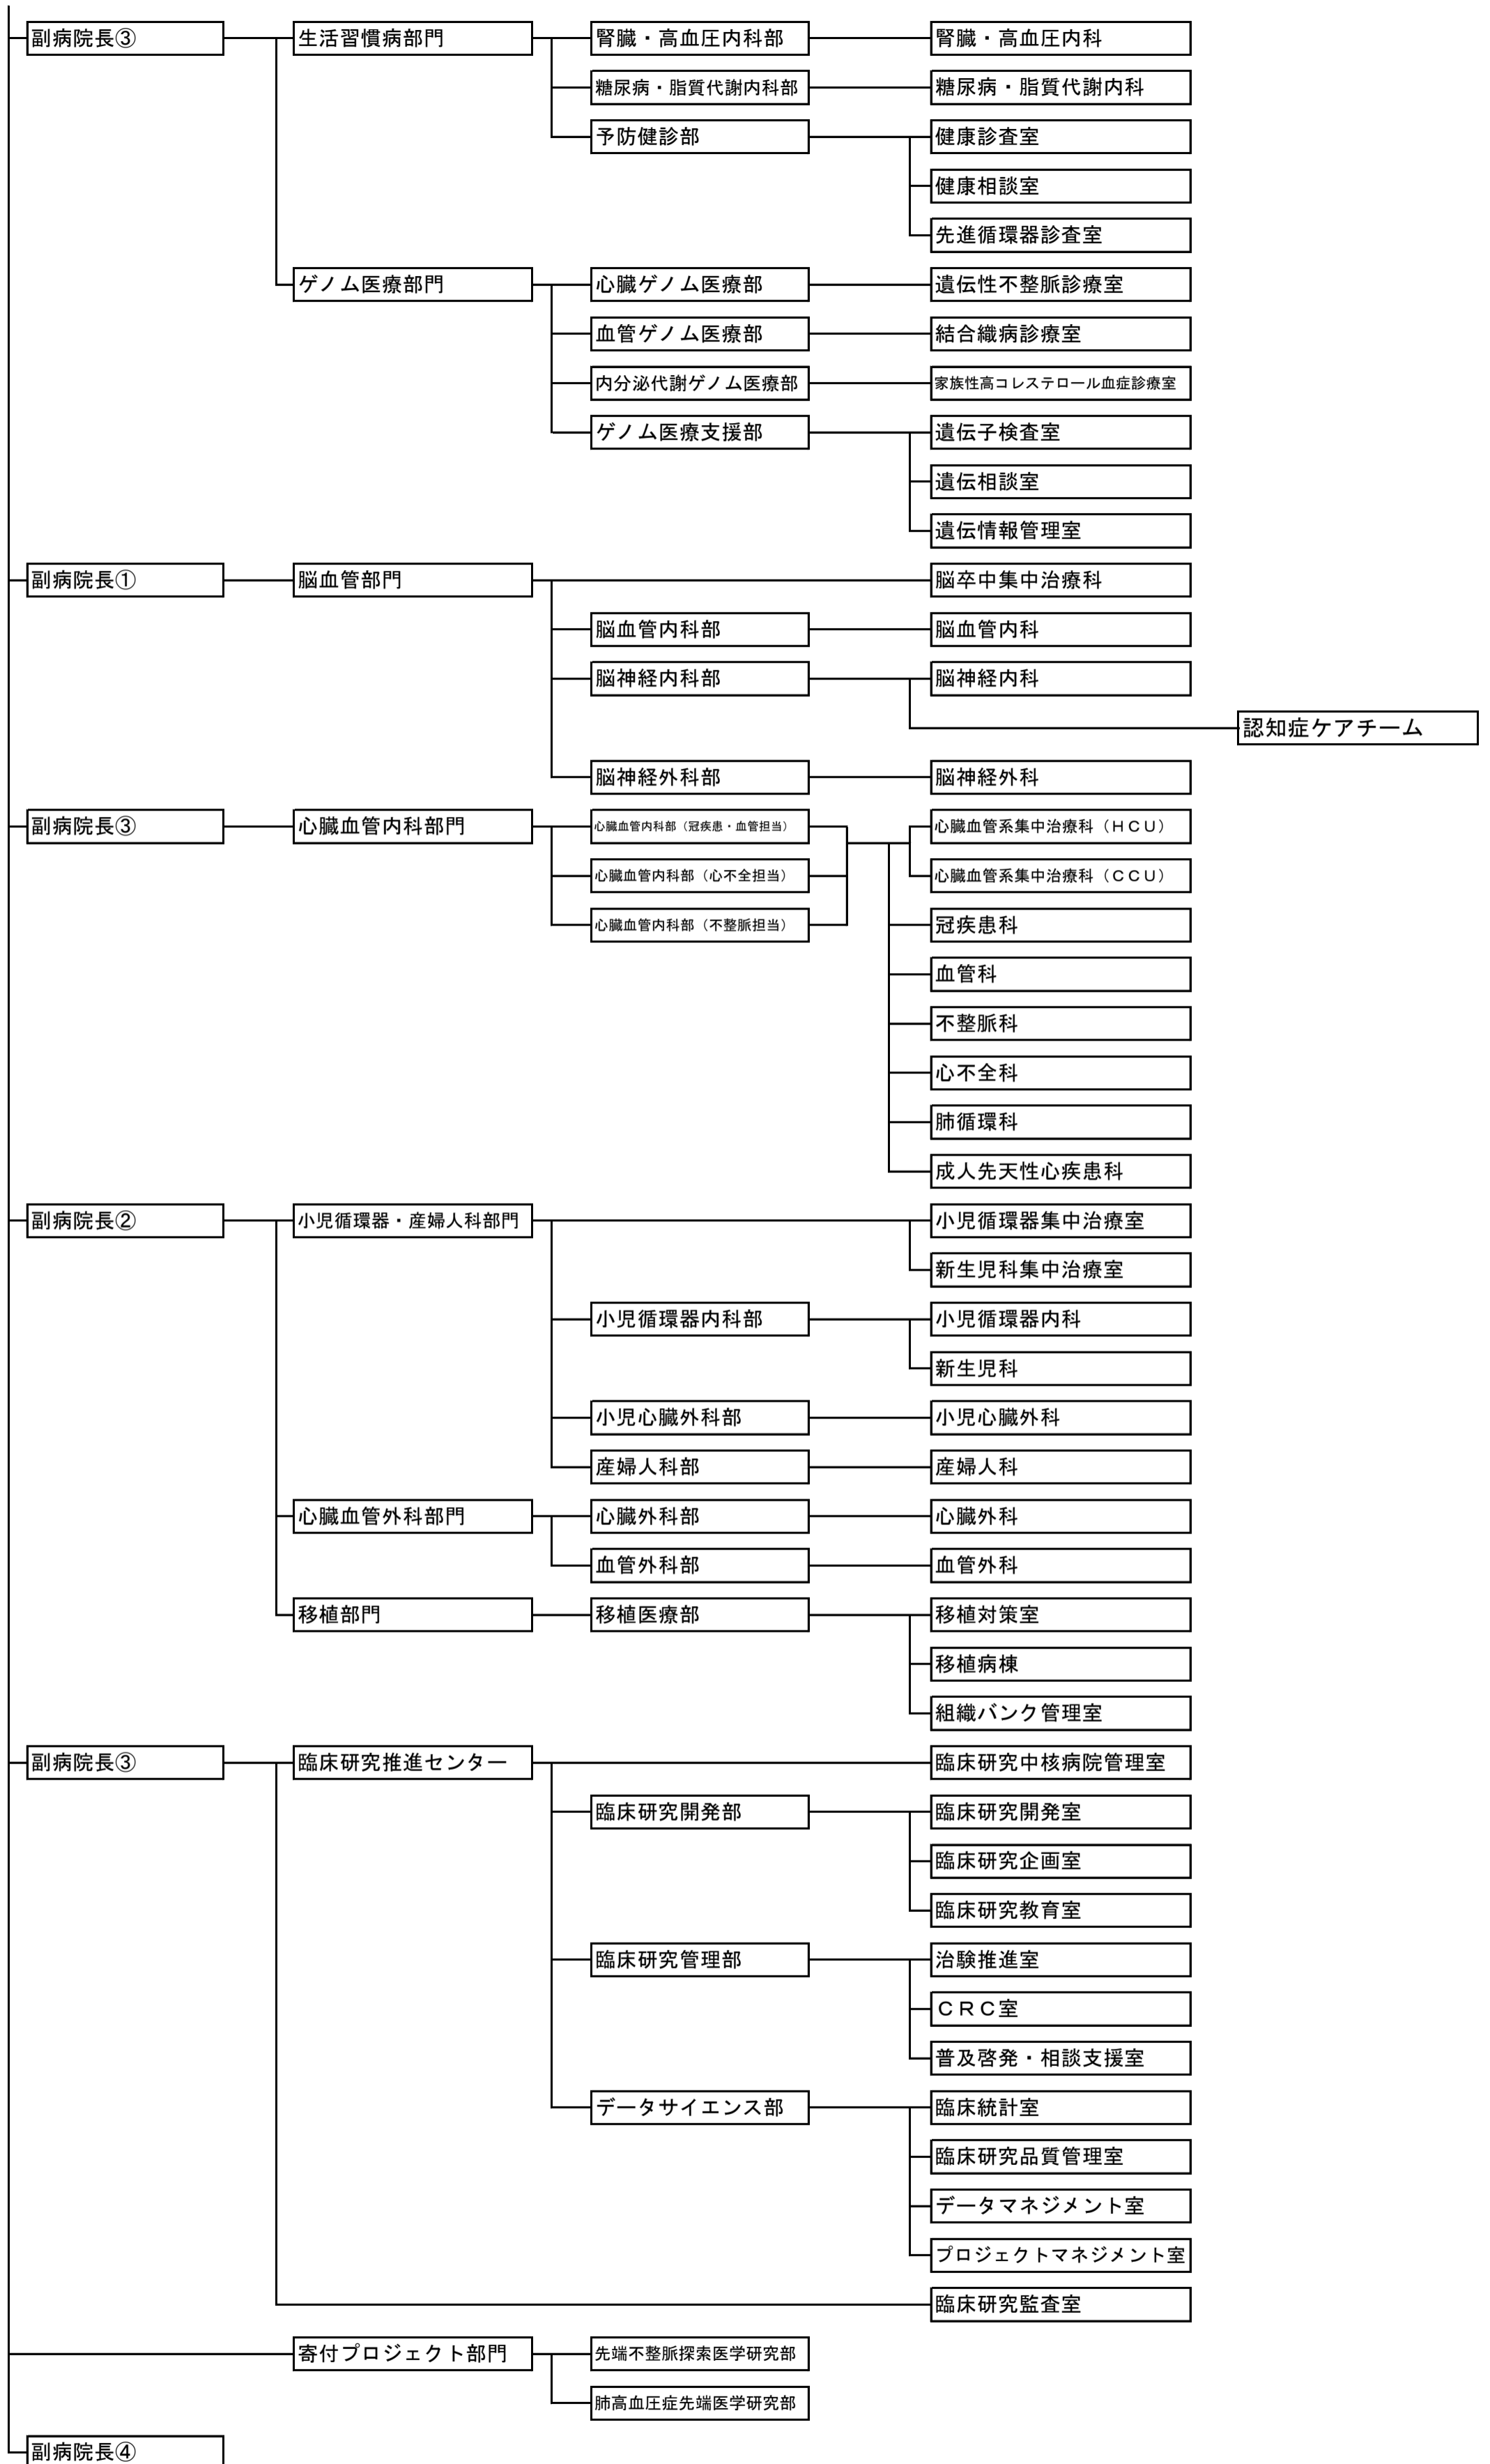 副病院長③ 生活習慣病部門 腎臓・高血圧内科部 腎臓・高血圧内科
糖尿病・脂質代謝内科部 糖尿病・脂質代謝内科
予防健診部 健康診査室
健康相談室
先進循環器診査室
ゲノム医療部門 心臓ゲノム医療部 遺伝性不整脈診療室
血管ゲノム医療部 結合織病診療室
内分泌代謝ゲノム医療部 家族性高コレステロール血症診療室
ゲノム医療支援部 遺伝子検査室
遺伝相談室
遺伝情報管理室
副病院長① 脳血管部門 脳卒中集中治療科
脳血管内科部 脳血管内科
脳神経内科部 脳神経内科
認知症ケアチーム
脳神経外科部 脳神経外科
副病院長③ 心臓血管内科部門 心臓血管内科部（冠疾患・血管担当） 心臓血管系集中治療科（ＨＣＵ）
心臓血管内科部（心不全担当） 心臓血管系集中治療科（ＣＣＵ）
心臓血管内科部（不整脈担当） 冠疾患科
血管科
不整脈科
心不全科
肺循環科
成人先天性心疾患科
副病院長② 小児循環器・産婦人科部門 小児循環器集中治療室
新生児科集中治療室
小児循環器内科部 小児循環器内科
新生児科
小児心臓外科部 小児心臓外科
産婦人科部 産婦人科
心臓血管外科部門 心臓外科部 心臓外科
血管外科部 血管外科
移植部門 移植医療部 移植対策室
移植病棟
組織バンク管理室
副病院長③ 臨床研究推進センター 臨床研究中核病院管理室
臨床研究開発部 臨床研究開発室
臨床研究企画室
臨床研究教育室
臨床研究管理部 治験推進室
ＣＲＣ室
普及啓発・相談支援室
データサイエンス部 臨床統計室
臨床研究品質管理室
データマネジメント室
プロジェクトマネジメント室
臨床研究監査室
寄付プロジェクト部門 先端不整脈探索医学研究部
肺高血圧症先端医学研究部
副病院長④